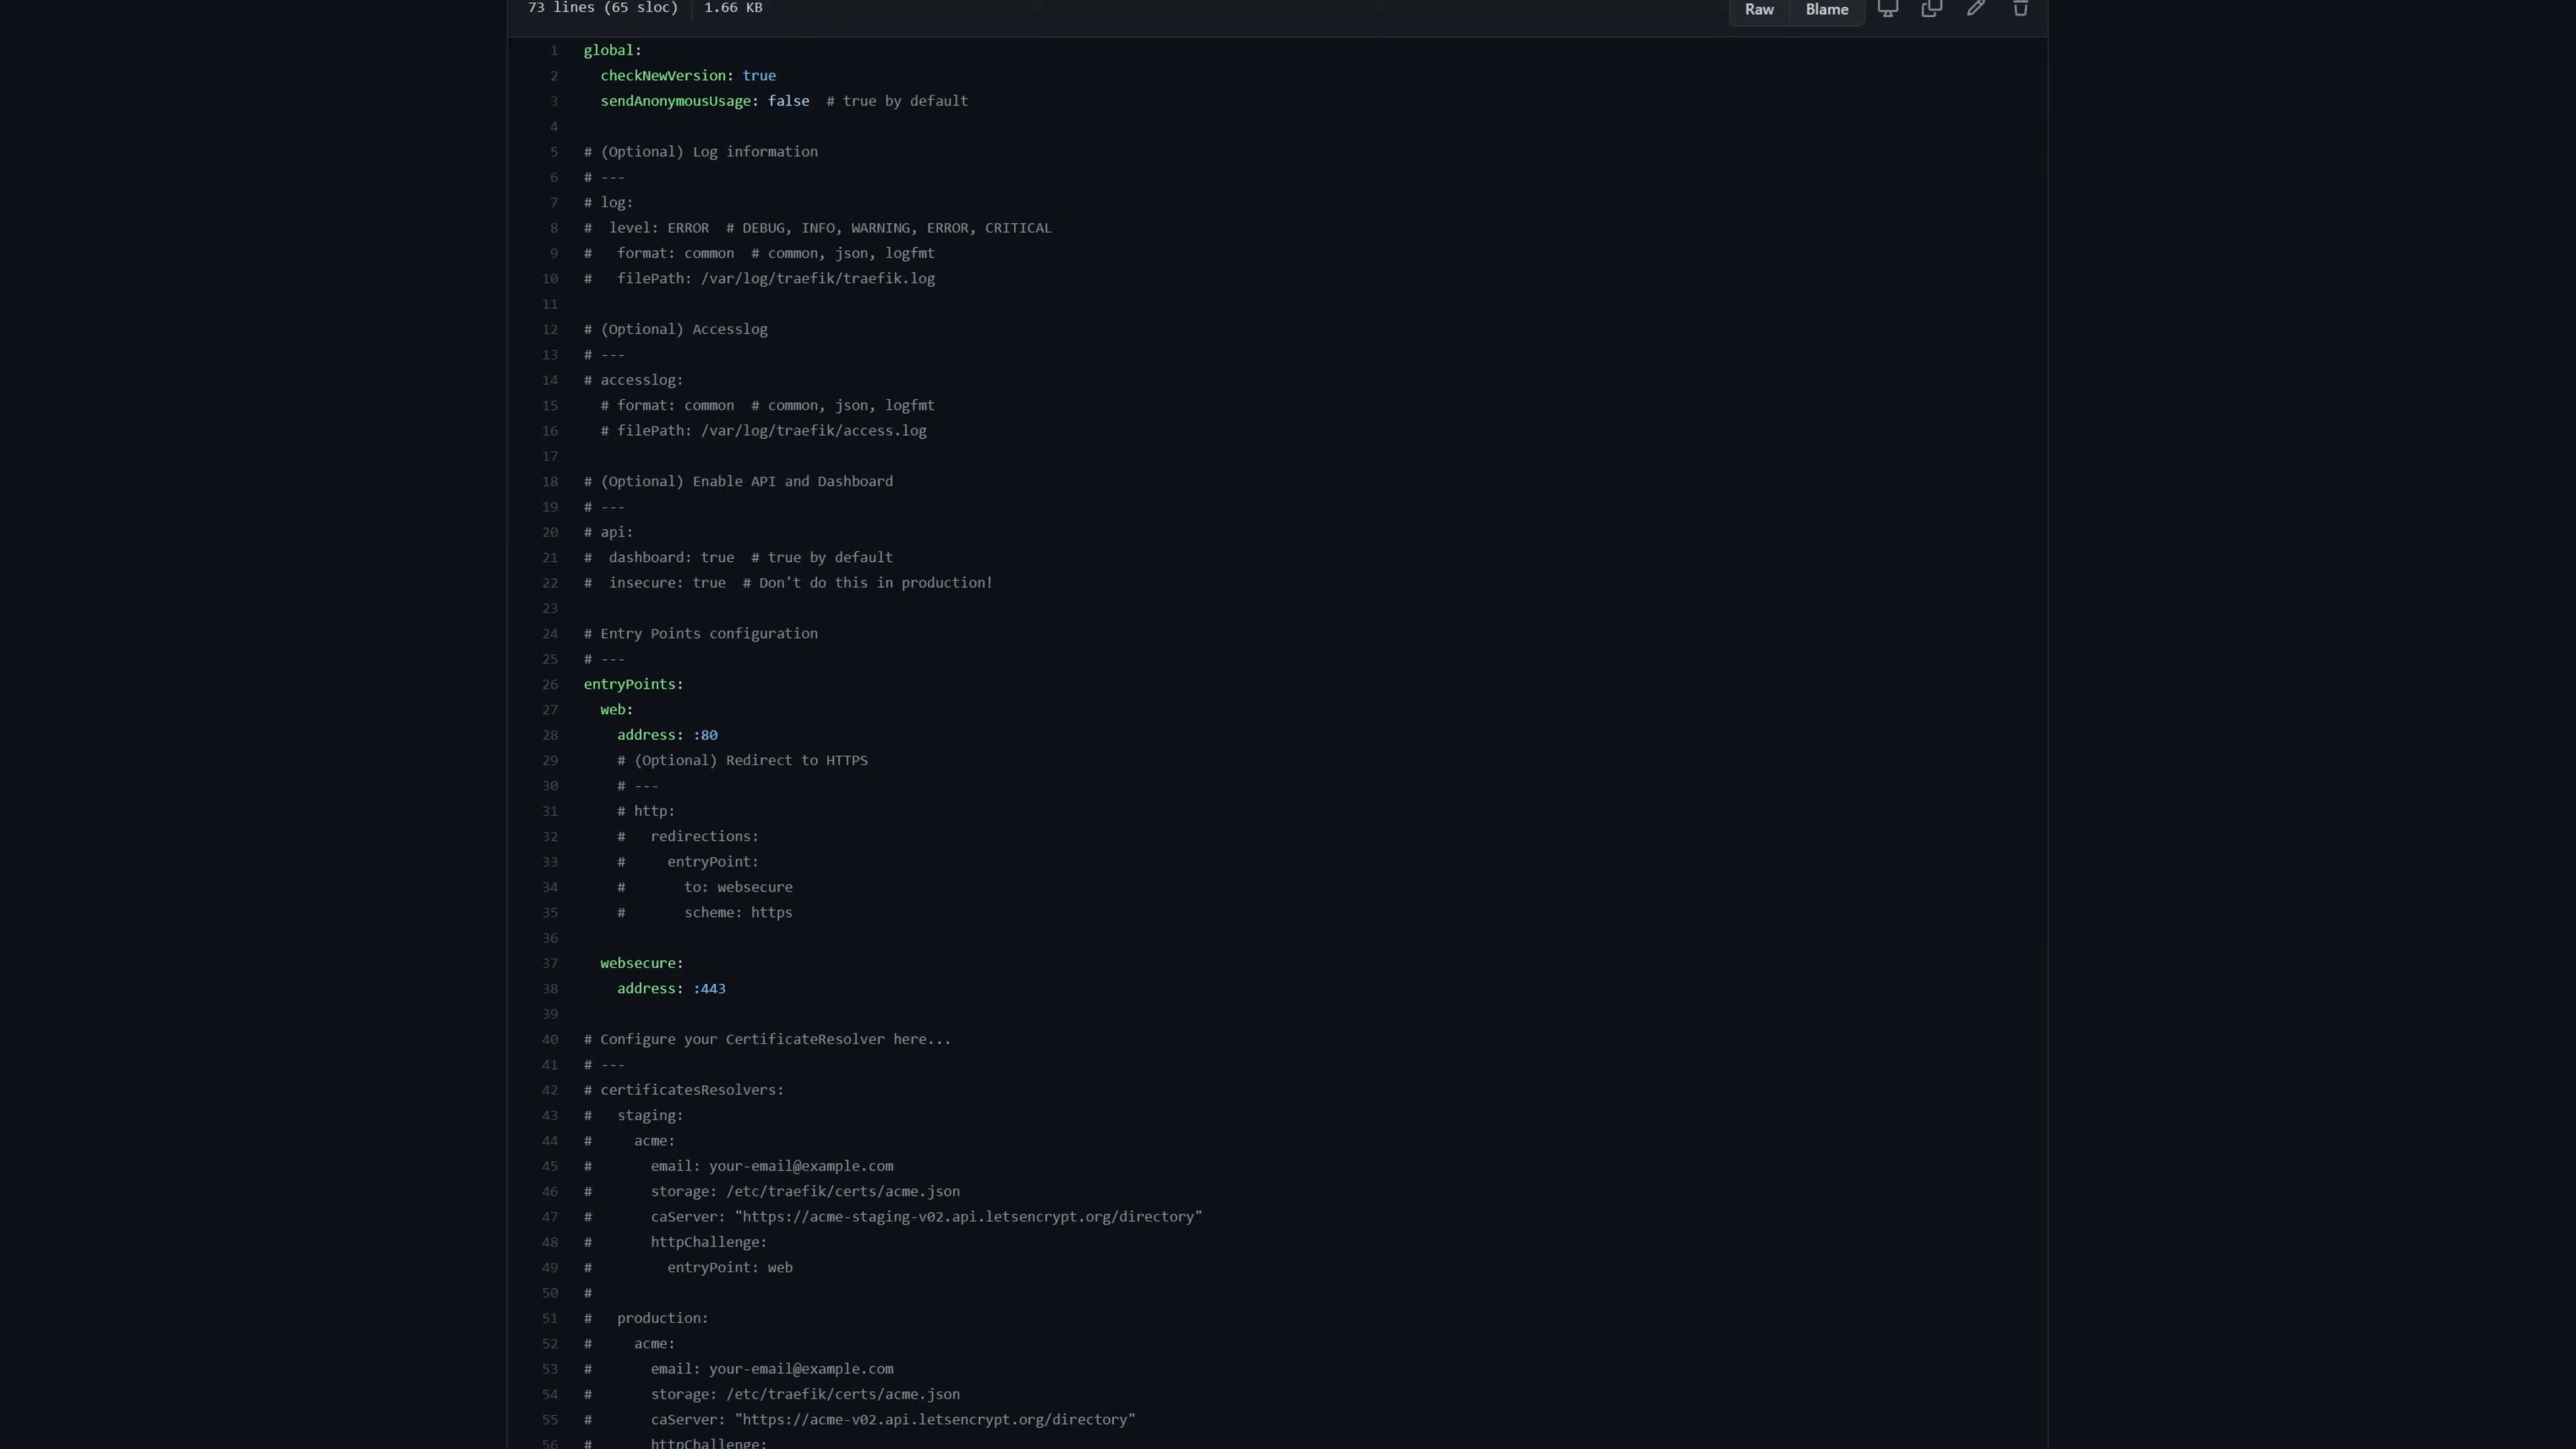 73 lines (65 sloc) 1.66 KB Raw Blame
1 global:
2   checkNewVersion: true
3   sendAnonymousUsage: false  # true by default
4
5 # (Optional) Log information
6 # ---
7 # log:
8 #  level: ERROR  # DEBUG, INFO, WARNING, ERROR, CRITICAL
9 #   format: common  # common, json, logfmt
10 #   filePath: /var/log/traefik/traefik.log
11
12 # (Optional) Accesslog
13 # ---
14 # accesslog:
15   # format: common  # common, json, logfmt
16   # filePath: /var/log/traefik/access.log
17
18 # (Optional) Enable API and Dashboard
19 # ---
20 # api:
21 #  dashboard: true  # true by default
22 #  insecure: true  # Don't do this in production!
23
24 # Entry Points configuration
25 # ---
26 entryPoints:
27   web:
28     address: :80
29     # (Optional) Redirect to HTTPS
30     # ---
31     # http:
32     #   redirections:
33     #     entryPoint:
34     #       to: websecure
35     #       scheme: https
36
37   websecure:
38     address: :443
39
40 # Configure your CertificateResolver here...
41 # ---
42 # certificatesResolvers:
43 #   staging:
44 #     acme:
45 #       email: your-email@example.com
46 #       storage: /etc/traefik/certs/acme.json
47 #       caServer: "https://acme-staging-v02.api.letsencrypt.org/directory"
48 #       httpChallenge:
49 #         entryPoint: web
50 #
51 #   production:
52 #     acme:
53 #       email: your-email@example.com
54 #       storage: /etc/traefik/certs/acme.json
55 #       caServer: "https://acme-v02.api.letsencrypt.org/directory"
56 #       httpChallenge: